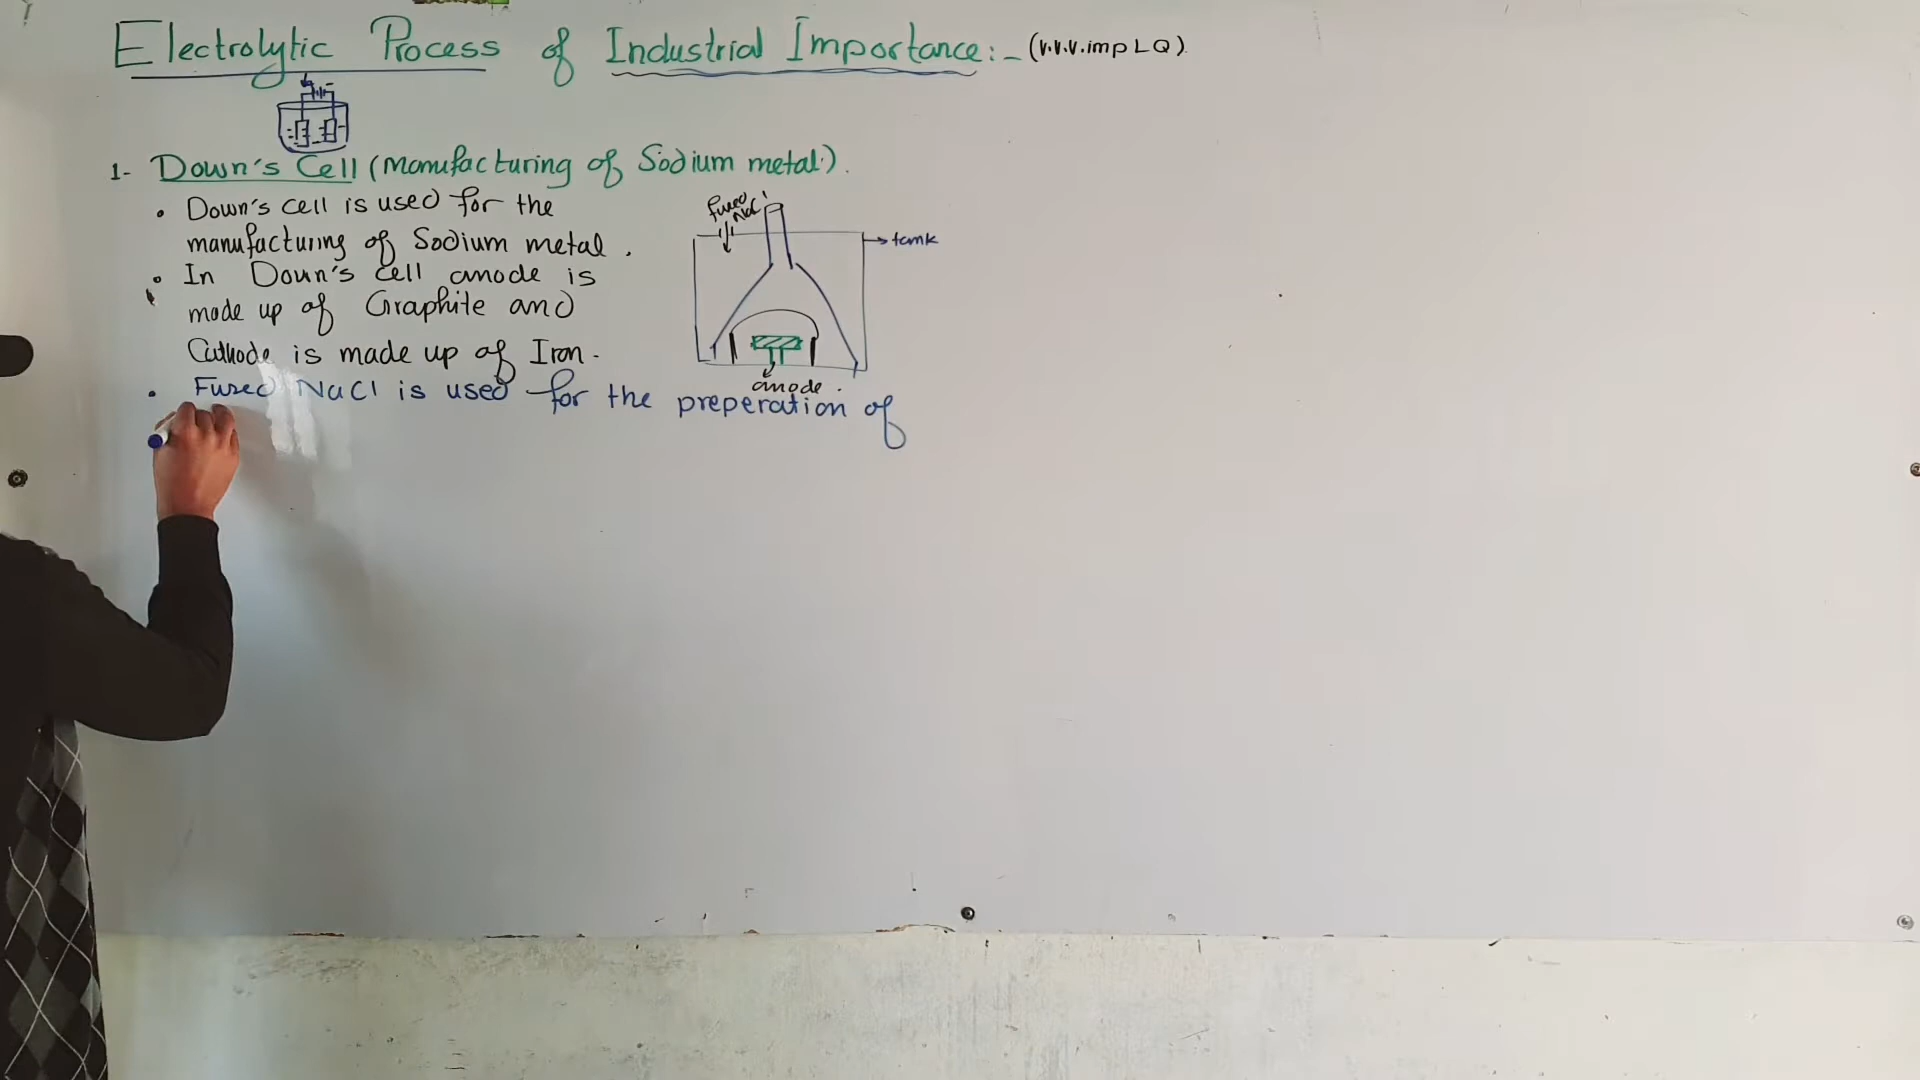 Electrolytic Process of Industrial Importance:- (v.v.v.imp LQ)
1- Down's Cell (Manufacturing of Sodium metal).
• Down's cell is used for the
manufacturing of Sodium metal.
• In Down's cell anode is
made up of Graphite and
Cathode is made up of Iron.
• Fused NaCl is used for the preperation of
fused
NaCl
→ tank
anode.